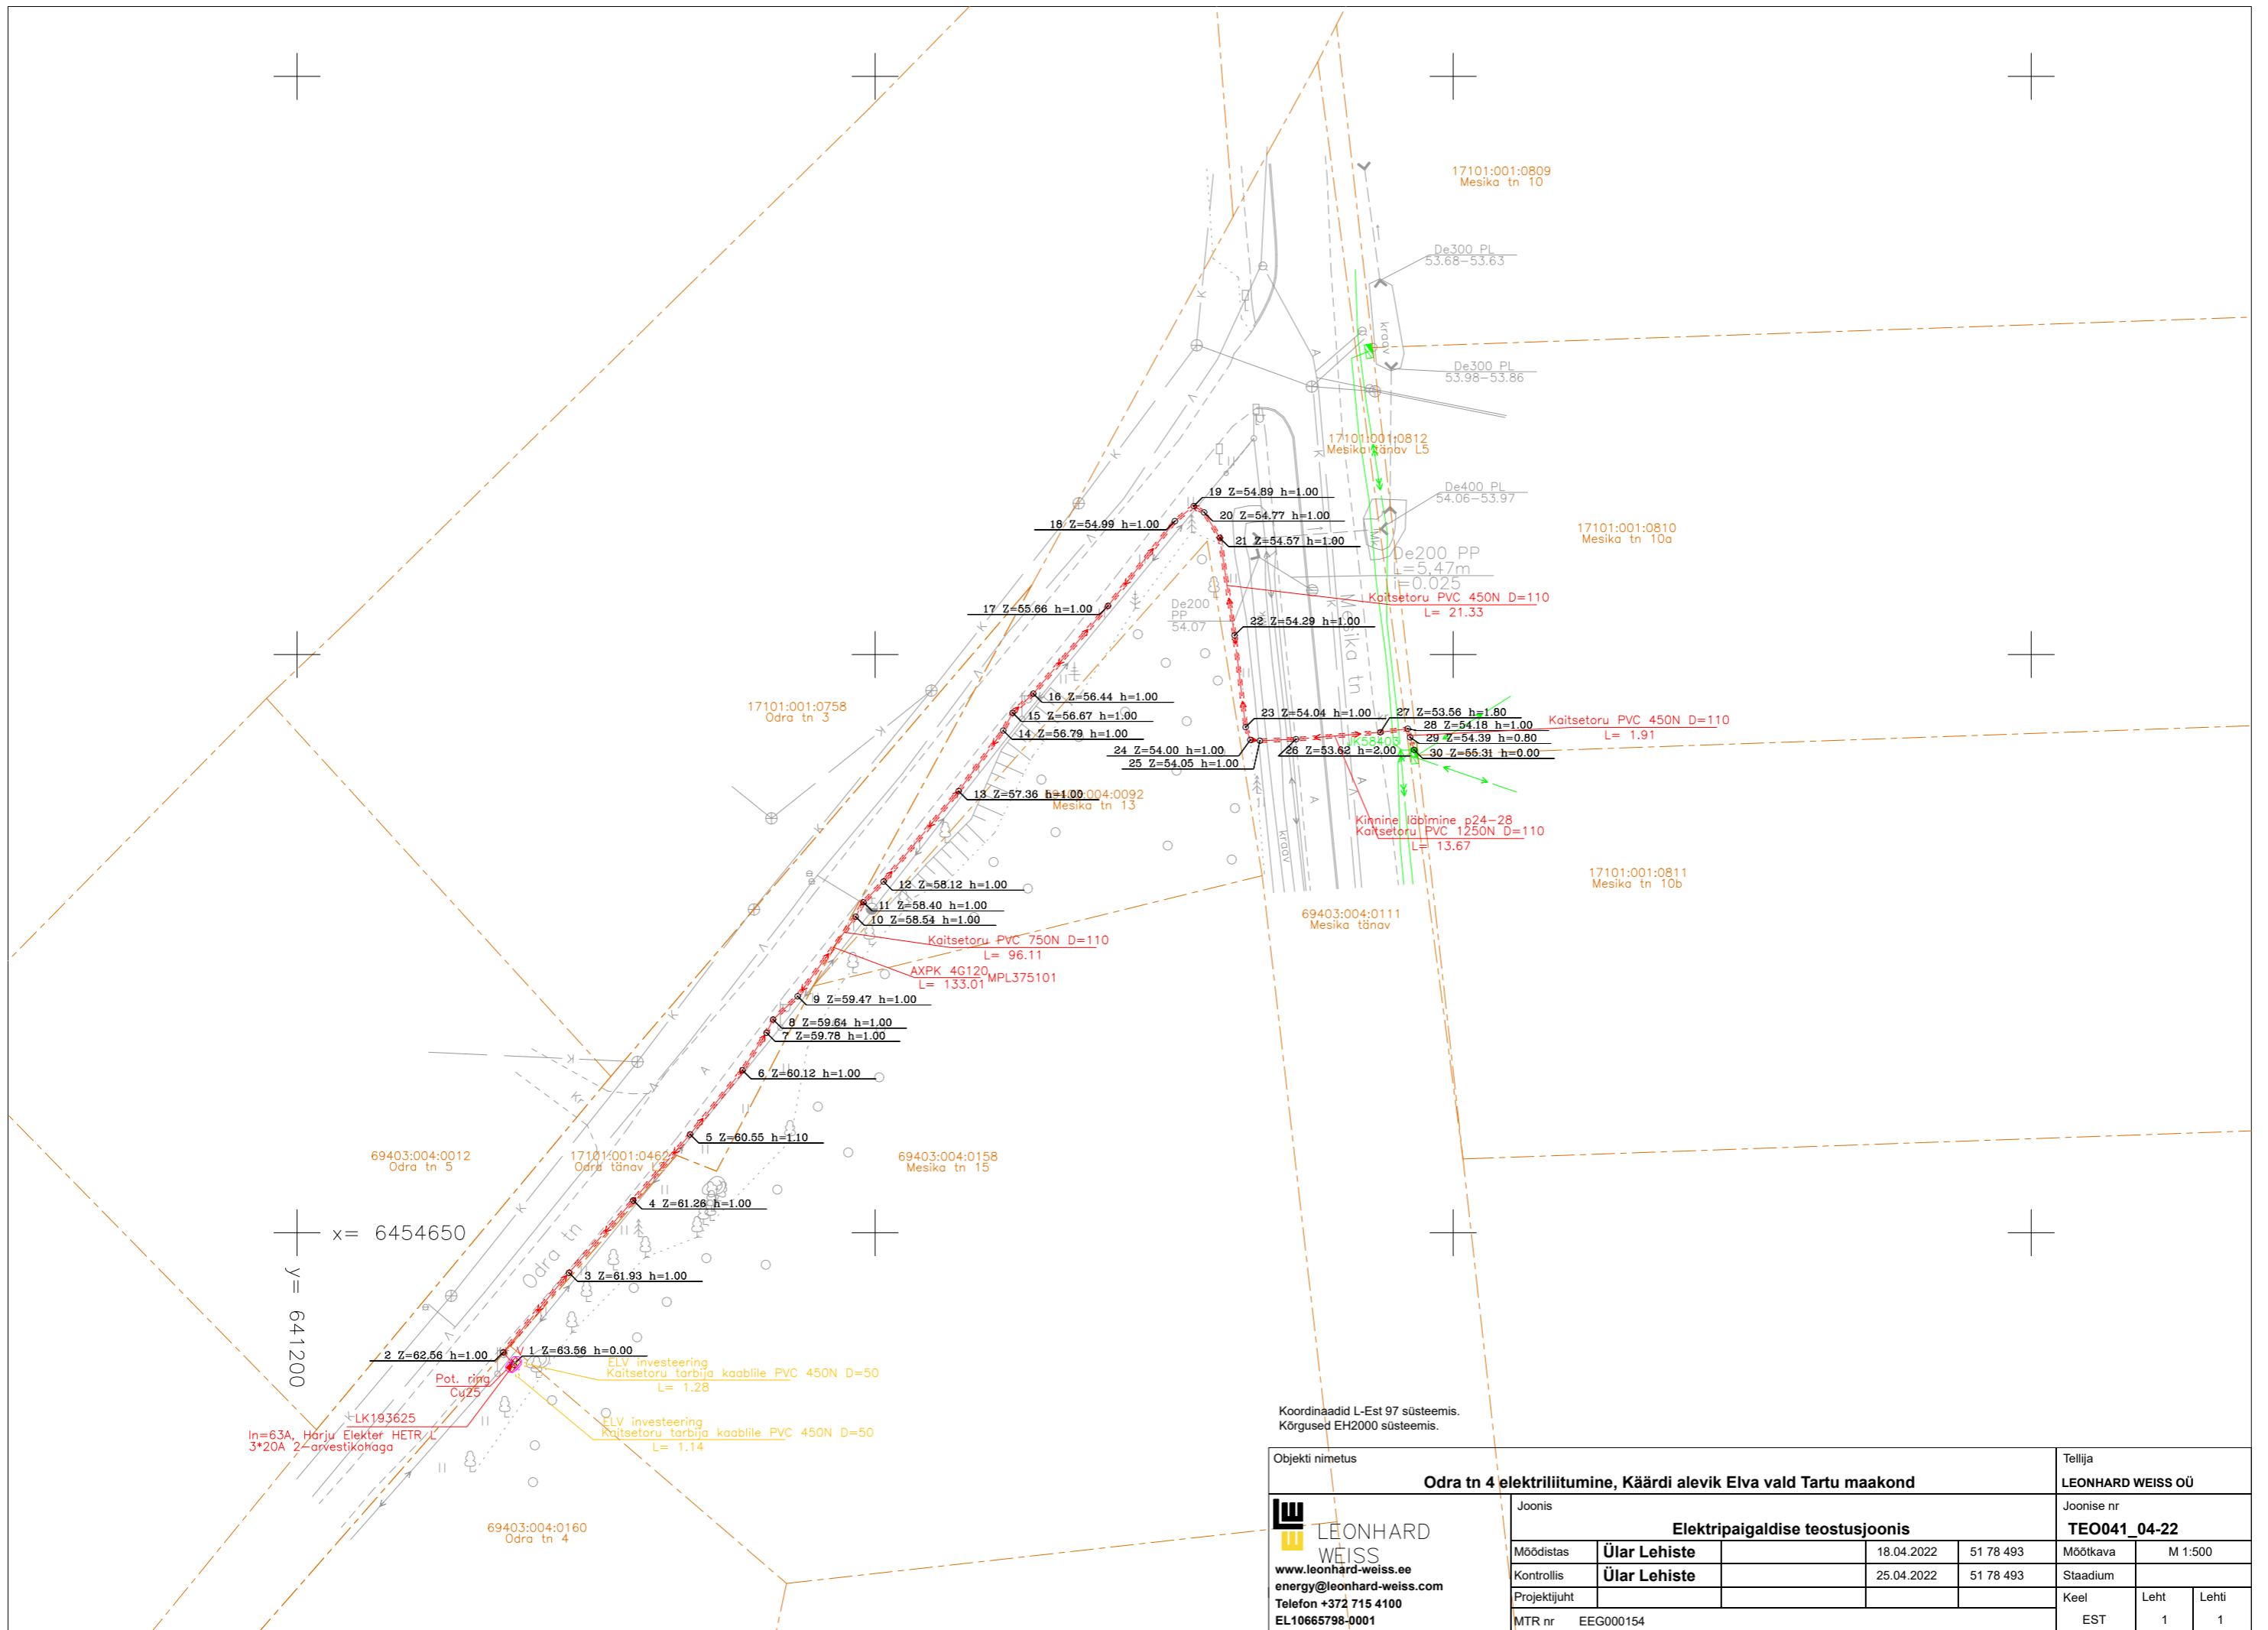 17101:001:0809
Mesika tn 10
De300 PL
53.68-53.63
kraav
De300 PL
53.98-53.86
17101:001:0812
Mesika tänav L5
De400 PL
54.06-53.97
17101:001:0810
Mesika tn 10a
19 Z=54.89 h=1.00
20 Z=54.77 h=1.00
18 Z=54.99 h=1.00
21 Z=54.57 h=1.00
De200 PP
L=5,47m
i=0.025
Kaitsetoru PVC 450N D=110
L= 21.33
De200
PP
54.07
17 Z=55.66 h=1.00
22 Z=54.29 h=1.00
Mesika tn
17101:001:0758
Odra tn 3
16 Z=56.44 h=1.00
15 Z=56.67 h=1.00
14 Z=56.79 h=1.00
23 Z=54.04 h=1.00
27 Z=53.56 h=1.80
Kaitsetoru PVC 450N D=110
L= 1.91
28 Z=54.18 h=1.00
29 Z=54.39 h=0.80
30 Z=55.31 h=0.00
JK58403
24 Z=54.00 h=1.00
26 Z=53.62 h=2.00
25 Z=54.05 h=1.00
13 Z=57.36 h=1.00
69403:004:0092
Mesika tn 13
Kinnine läbimine p24-28
Kaitsetoru PVC 1250N D=110
L= 13.67
kraav
17101:001:0811
Mesika tn 10b
12 Z=58.12 h=1.00
11 Z=58.40 h=1.00
10 Z=58.54 h=1.00
69403:004:0111
Mesika tänav
Kaitsetoru PVC 750N D=110
L= 96.11
AXPK 4G120 MPL375101
L= 133.01
9 Z=59.47 h=1.00
8 Z=59.64 h=1.00
7 Z=59.78 h=1.00
6 Z=60.12 h=1.00
5 Z=60.55 h=1.10
69403:004:0012
Odra tn 5
17101:001:0462
Odra tänav
69403:004:0158
Mesika tn 15
4 Z=61.26 h=1.00
x= 6454650
y= 641200
Odra tn
3 Z=61.93 h=1.00
2 Z=62.56 h=1.00
1 Z=63.56 h=0.00
ELV investeering
Kaitsetoru tarbija kaablile PVC 450N D=50
L= 1.28
Pot. ring
Cu25
LK193625
In=63A, Harju Elekter HETR L
3*20A 2-arvestikohaga
ELV investeering
Kaitsetoru tarbija kaablile PVC 450N D=50
L= 1.14
69403:004:0160
Odra tn 4
Koordinaadid L-Est 97 süsteemis.
Kõrgused EH2000 süsteemis.
Objekti nimetus
Odra tn 4 elektriliitumine, Käärdi alevik Elva vald Tartu maakond
Tellija
LEONHARD WEISS OÜ
LEONHARD
WEISS
www.leonhard-weiss.ee
energy@leonhard-weiss.com
Telefon +372 715 4100
EL10665798-0001
Joonis
Elektripaigaldise teostusjoonis
Joonise nr
TEO041_04-22
Mõõdistas Ülar Lehiste 18.04.2022 51 78 493
Mõõtkava M 1:500
Kontrollis Ülar Lehiste 25.04.2022 51 78 493
Staadium
Projektijuht
Keel Leht Lehti
EST 1 1
MTR nr EEG000154